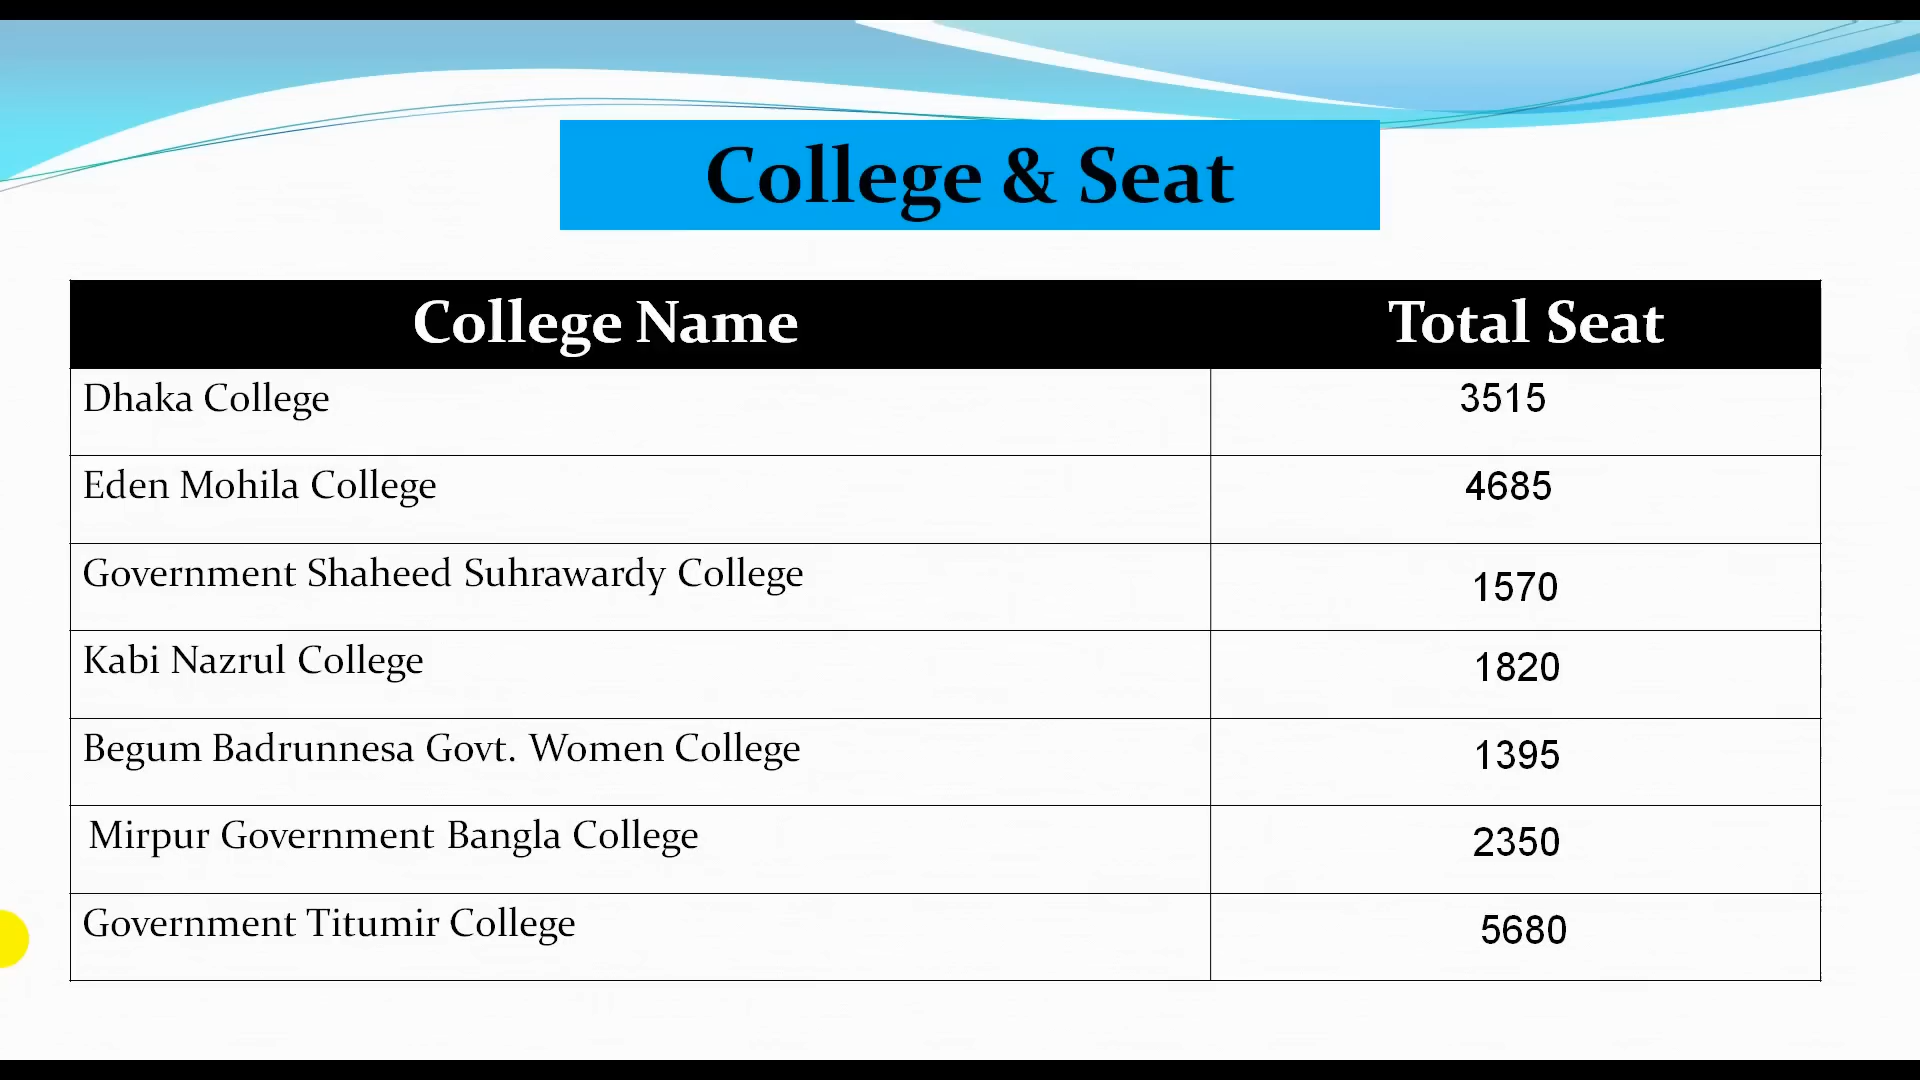 College & Seat
College Name Total Seat
Dhaka College 3515
Eden Mohila College 4685
Government Shaheed Suhrawardy College 1570
Kabi Nazrul College 1820
Begum Badrunnesa Govt. Women College 1395
Mirpur Government Bangla College 2350
Government Titumir College 5680